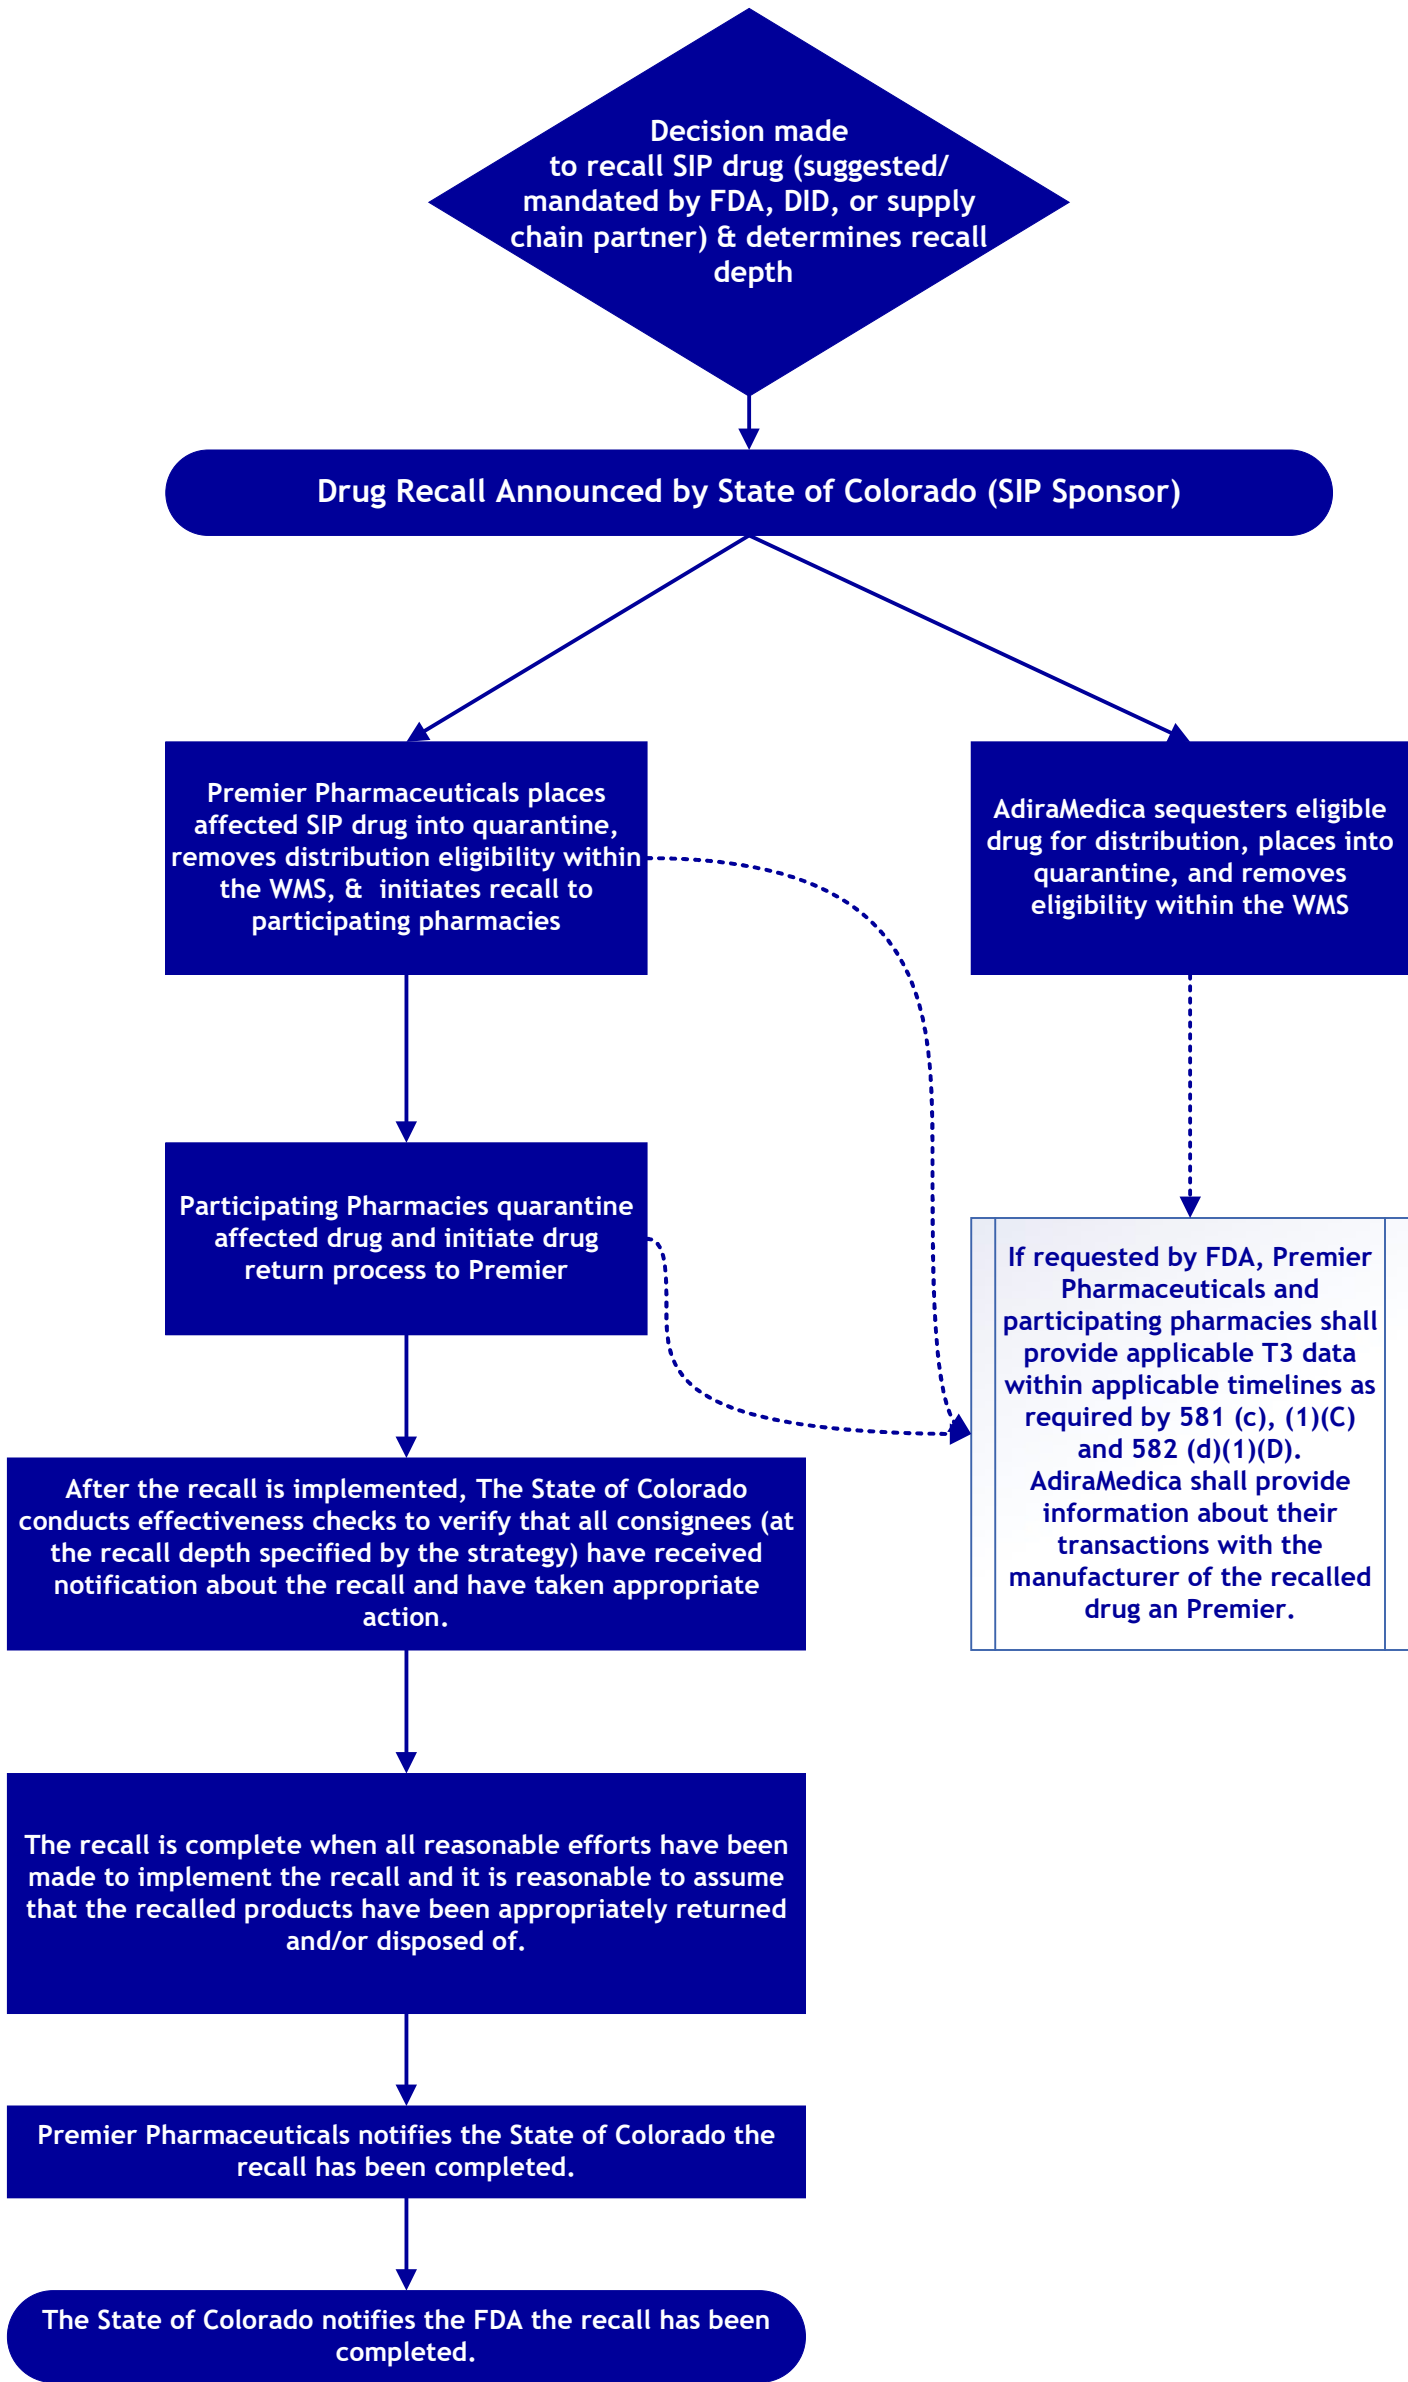 Decision made
to recall SIP drug (suggested/
mandated by FDA, DID, or supply
chain partner) & determines recall
depth
Drug Recall Announced by State of Colorado (SIP Sponsor)
Premier Pharmaceuticals places
affected SIP drug into quarantine,
removes distribution eligibility within
the WMS, & initiates recall to
participating pharmacies
AdiraMedica sequesters eligible
drug for distribution, places into
quarantine, and removes
eligibility within the WMS
Participating Pharmacies quarantine
affected drug and initiate drug
return process to Premier
If requested by FDA, Premier
Pharmaceuticals and
participating pharmacies shall
provide applicable T3 data
within applicable timelines as
required by 581 (c), (1)(C)
and 582 (d)(1)(D).
AdiraMedica shall provide
information about their
transactions with the
manufacturer of the recalled
drug an Premier.
After the recall is implemented, The State of Colorado
conducts effectiveness checks to verify that all consignees (at
the recall depth specified by the strategy) have received
notification about the recall and have taken appropriate
action.
The recall is complete when all reasonable efforts have been
made to implement the recall and it is reasonable to assume
that the recalled products have been appropriately returned
and/or disposed of.
Premier Pharmaceuticals notifies the State of Colorado the
recall has been completed.
The State of Colorado notifies the FDA the recall has been
completed.